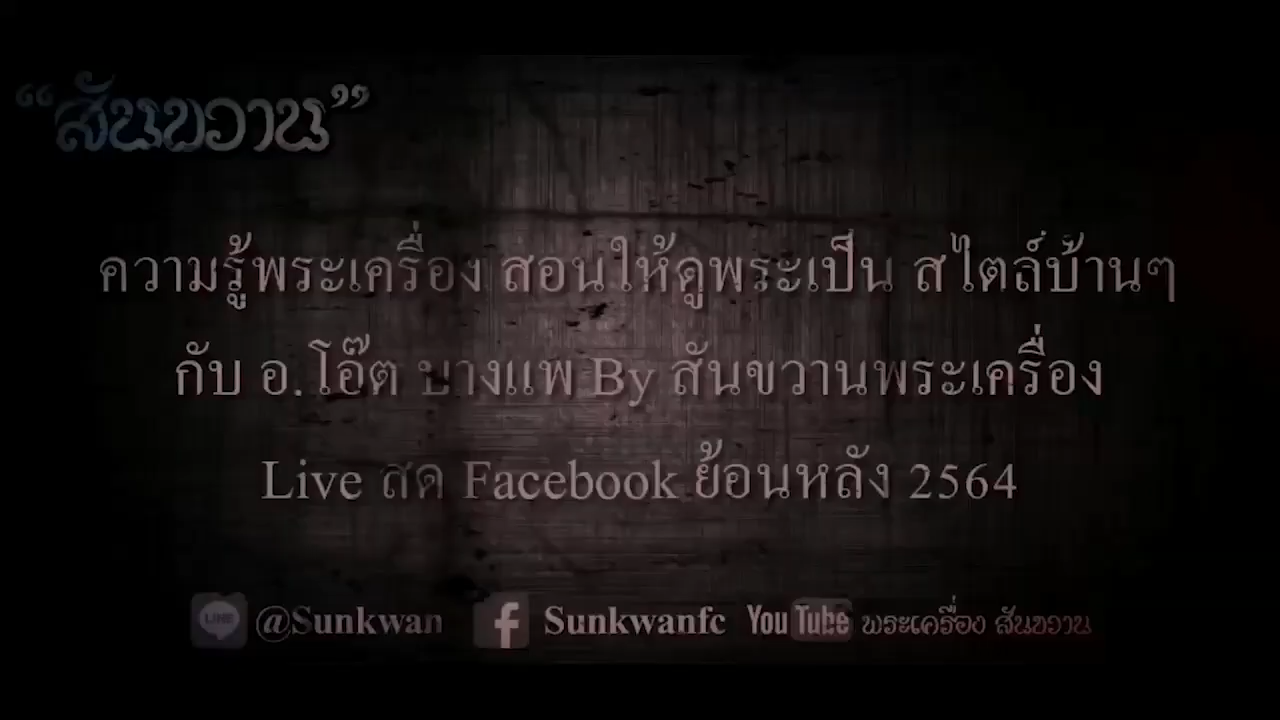 “สันขวาน”
ความรู้พระเครื่อง สอนให้ดูพระเป็น สไตล์บ้านๆ
กับ อ.โอ๊ต บางแพ By สันขวานพระเครื่อง
Live สด Facebook ย้อนหลัง 2564
LINE @Sunkwan f Sunkwanfc YouTube พระเครื่อง สันขวาน